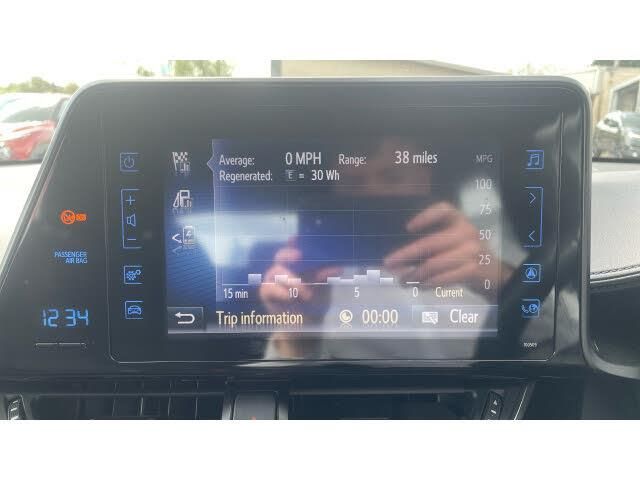 Average: 0 MPH Range: 38 miles MPG
Regenerated: E = 30 Wh
100
75
50
25
0
15 min 10 5 0 Current
Trip information 00:00 Clear
PASSENGER
AIR BAG
12 34